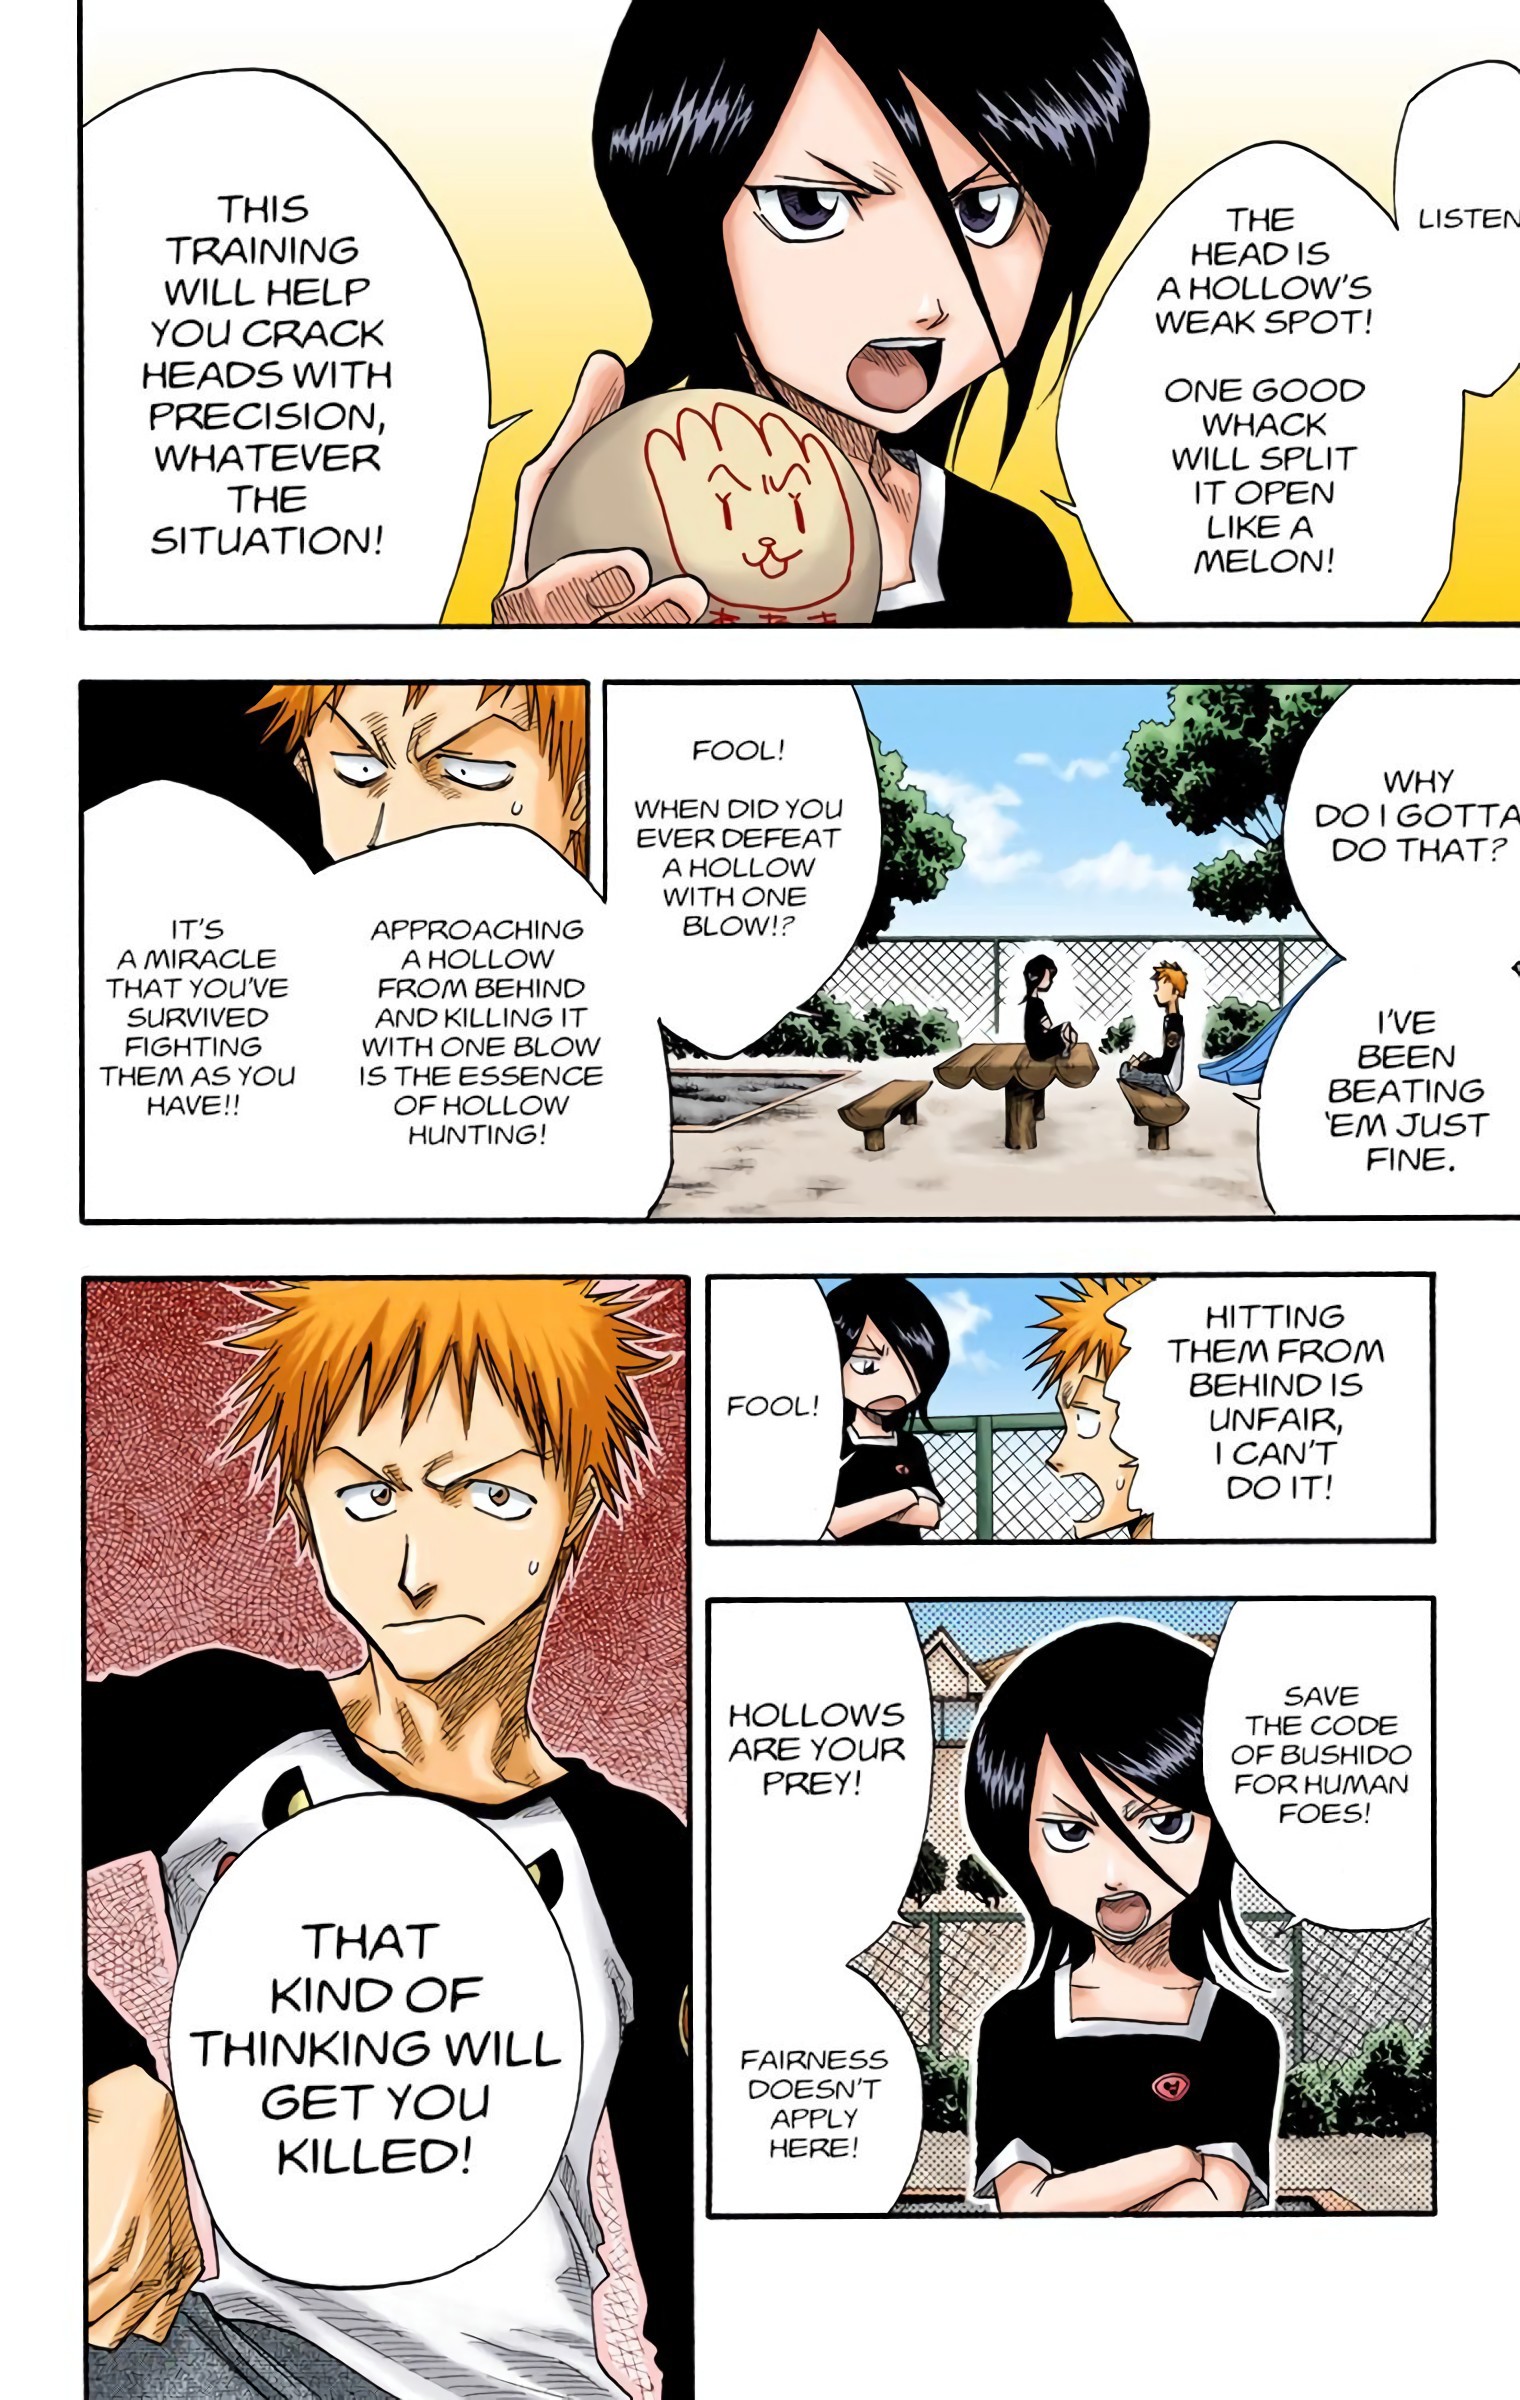 LISTEN
THE
HEAD IS
A HOLLOW'S
WEAK SPOT!
ONE GOOD
WHACK
WILL SPLIT
IT OPEN
LIKE A
MELON!
THIS
TRAINING
WILL HELP
YOU CRACK
HEADS WITH
PRECISION,
WHATEVER
THE
SITUATION!
WHY
DO I GOTTA
DO THAT?
I'VE
BEEN
BEATING
'EM JUST
FINE.
FOOL!
WHEN DID YOU
EVER DEFEAT
A HOLLOW
WITH ONE
BLOW!?
APPROACHING
A HOLLOW
FROM BEHIND
AND KILLING IT
WITH ONE BLOW
IS THE ESSENCE
OF HOLLOW
HUNTING!
IT'S
A MIRACLE
THAT YOU'VE
SURVIVED
FIGHTING
THEM AS YOU
HAVE!!
HITTING
THEM FROM
BEHIND IS
UNFAIR,
I CAN'T
DO IT!
FOOL!
SAVE
THE CODE
OF BUSHIDO
FOR HUMAN
FOES!
HOLLOWS
ARE YOUR
PREY!
FAIRNESS
DOESN'T
APPLY
HERE!
THAT
KIND OF
THINKING WILL
GET YOU
KILLED!